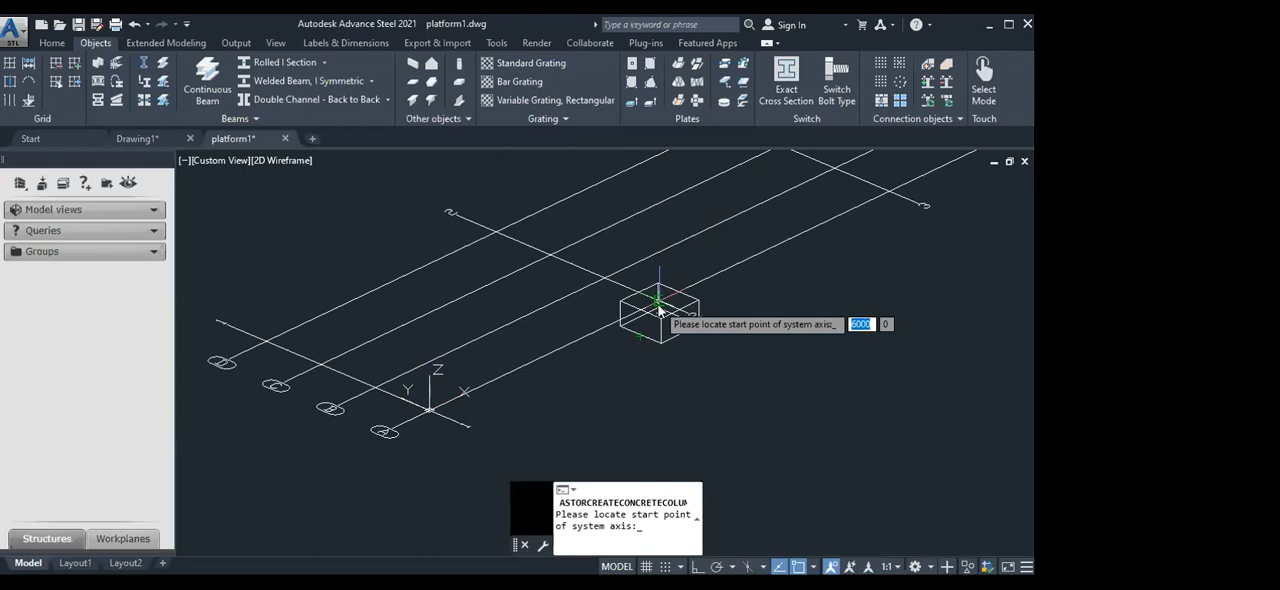 Autodesk Advance Steel 2021 platform1.dwg
Type a keyword or phrase
Sign In
STL
Home Objects Extended Modeling Output View Labels & Dimensions Export & Import Tools Render Collaborate Plug-ins Featured Apps
Rolled I Section
Welded Beam, I Symmetric
Double Channel - Back to Back
Continuous
Beam
Standard Grating
Bar Grating
Variable Grating, Rectangular
Exact
Cross Section
Switch
Bolt Type
Select
Mode
Grid Beams Other objects Grating Plates Switch Connection objects Touch
Start Drawing1* platform1*
[−][Custom View][2D Wireframe]
Model views
Queries
Groups
2
3
Please locate start point of system axis:_ 6000 0
D
C
B
A
Z
Y
X
ASTORCREATECONCRETECOLUM
Please locate start point
of system axis:_
Structures Workplanes
Model Layout1 Layout2
MODEL
1:1